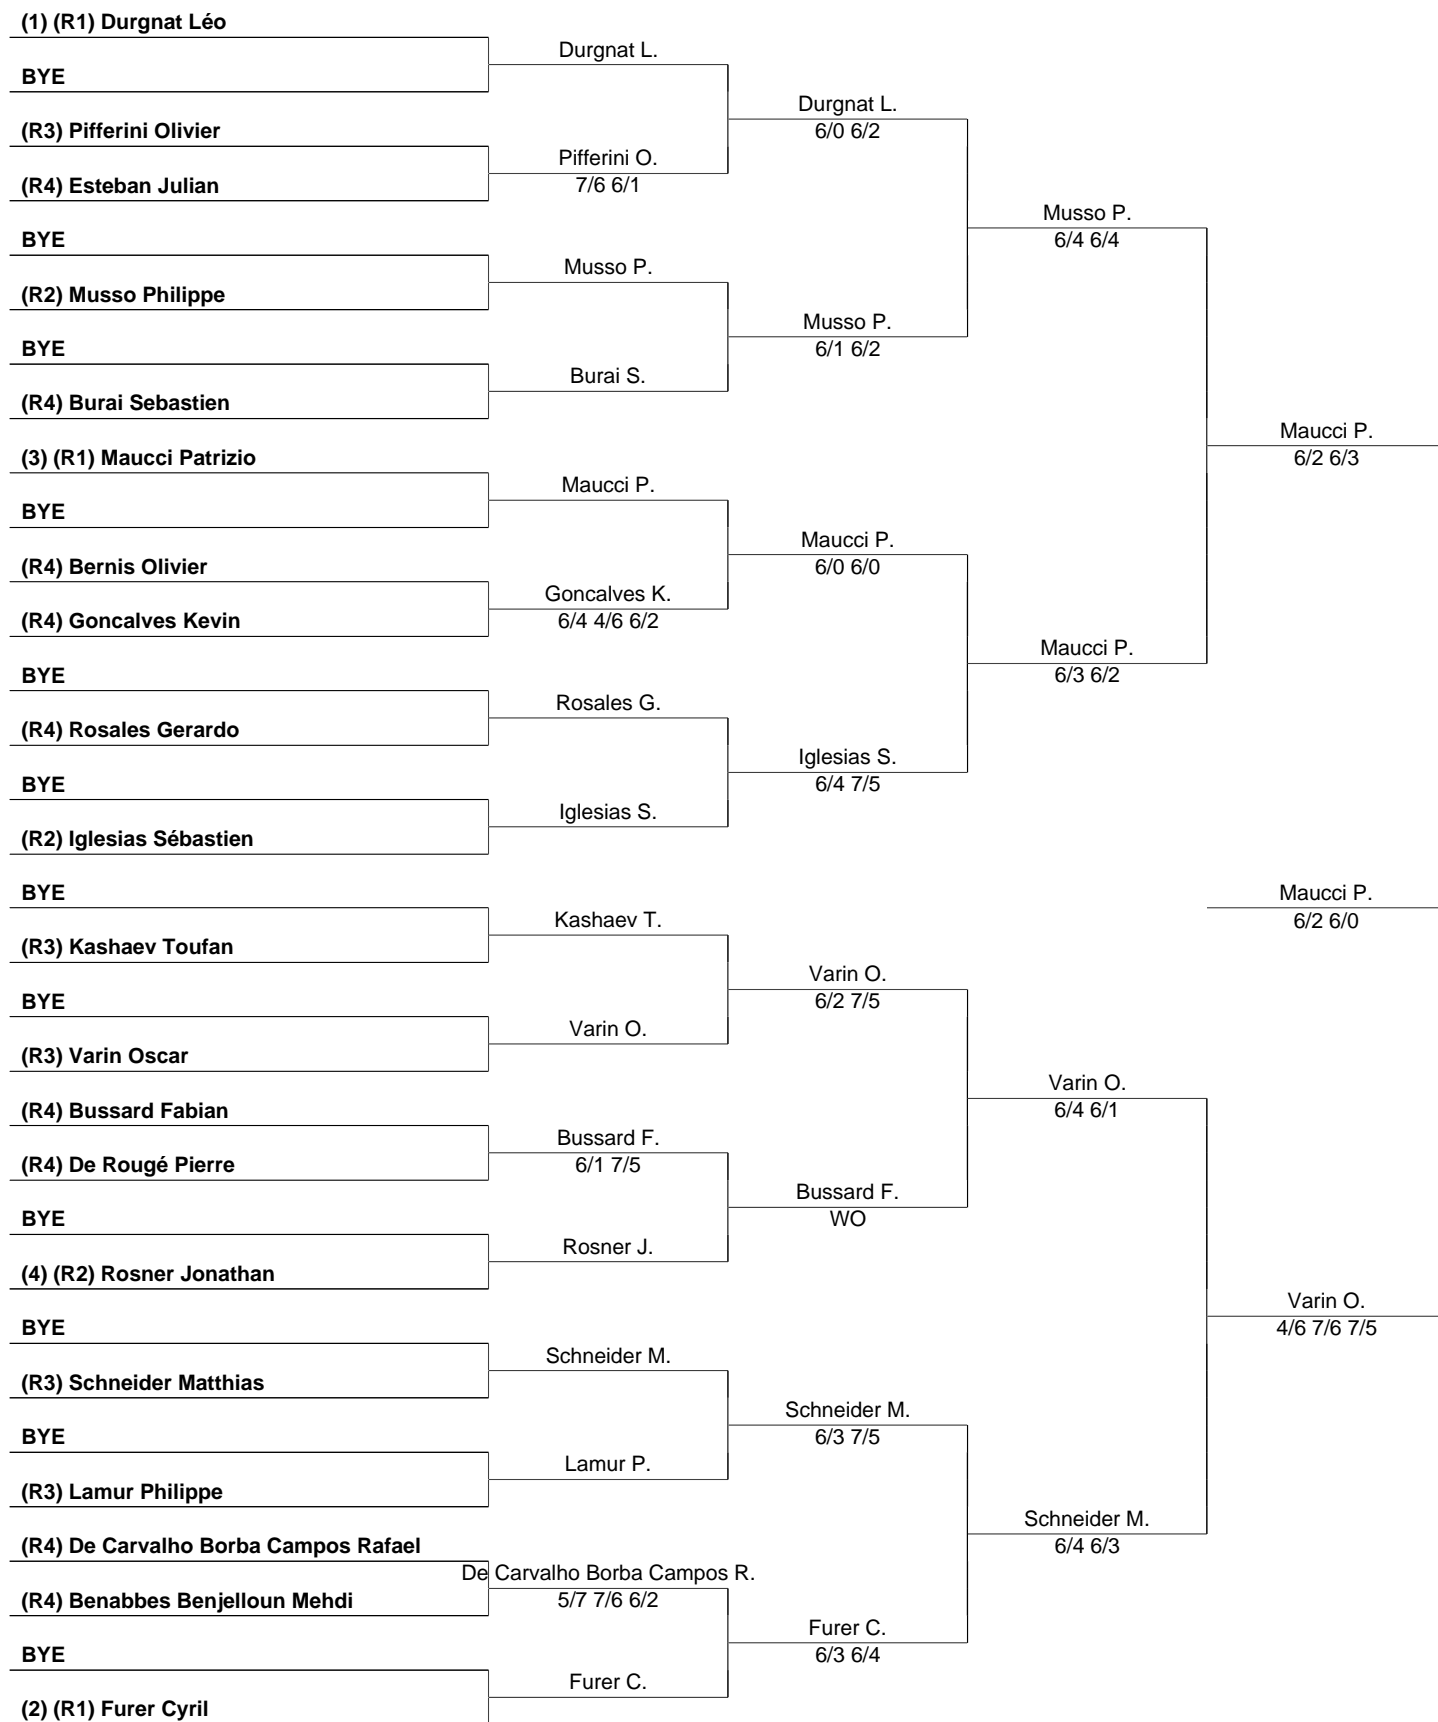 (1) (R1) Durgnat Léo
Durgnat L.
BYE
Durgnat L.
6/0 6/2
(R3) Pifferini Olivier
Pifferini O.
7/6 6/1
(R4) Esteban Julian
Musso P.
6/4 6/4
BYE
Musso P.
(R2) Musso Philippe
Musso P.
6/1 6/2
BYE
Burai S.
(R4) Burai Sebastien
Maucci P.
6/2 6/3
(3) (R1) Maucci Patrizio
Maucci P.
BYE
Maucci P.
6/0 6/0
(R4) Bernis Olivier
Goncalves K.
6/4 4/6 6/2
(R4) Goncalves Kevin
Maucci P.
6/3 6/2
BYE
Rosales G.
(R4) Rosales Gerardo
Iglesias S.
6/4 7/5
BYE
Iglesias S.
(R2) Iglesias Sébastien
BYE
Maucci P.
6/2 6/0
Kashaev T.
(R3) Kashaev Toufan
Varin O.
6/2 7/5
BYE
Varin O.
(R3) Varin Oscar
Varin O.
6/4 6/1
(R4) Bussard Fabian
Bussard F.
6/1 7/5
(R4) De Rougé Pierre
Bussard F.
WO
BYE
Rosner J.
(4) (R2) Rosner Jonathan
Varin O.
4/6 7/6 7/5
BYE
Schneider M.
(R3) Schneider Matthias
Schneider M.
6/3 7/5
BYE
Lamur P.
(R3) Lamur Philippe
Schneider M.
6/4 6/3
(R4) De Carvalho Borba Campos Rafael
De Carvalho Borba Campos R.
5/7 7/6 6/2
(R4) Benabbes Benjelloun Mehdi
Furer C.
6/3 6/4
BYE
Furer C.
(2) (R1) Furer Cyril